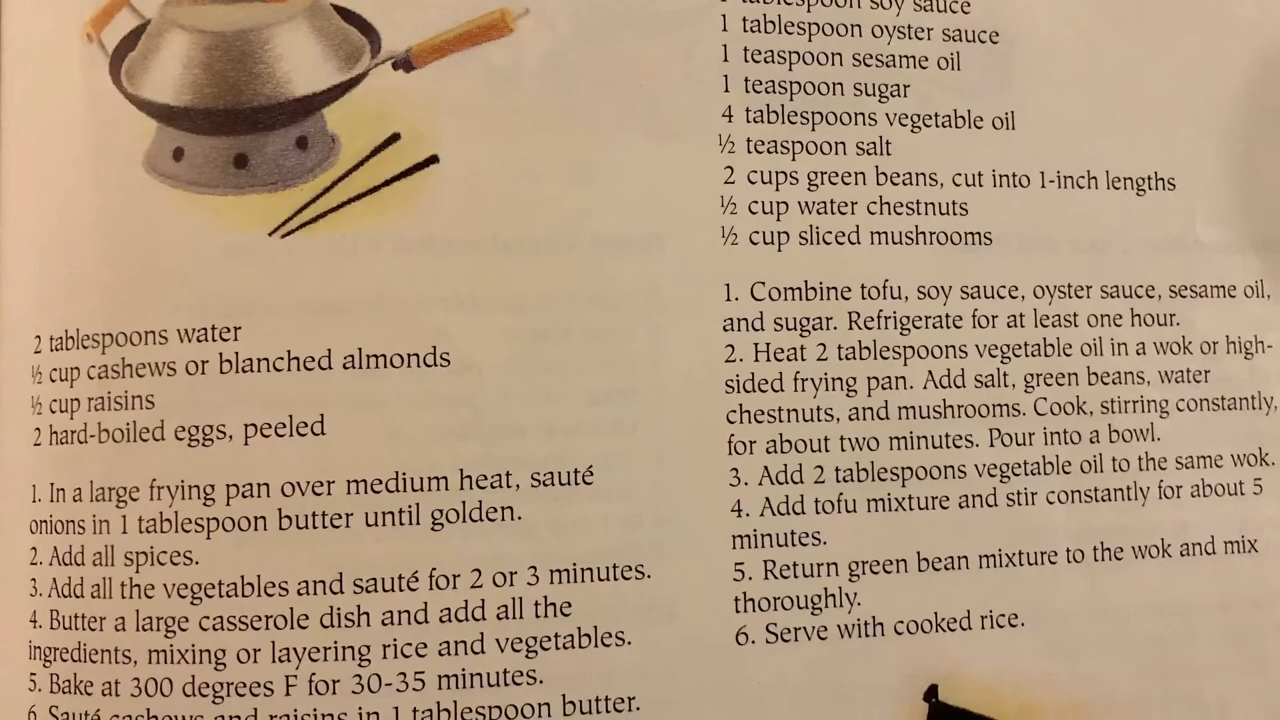 2 tablespoons water
½ cup cashews or blanched almonds
½ cup raisins
2 hard-boiled eggs, peeled
1. In a large frying pan over medium heat, sauté
onions in 1 tablespoon butter until golden.
2. Add all spices.
3. Add all the vegetables and sauté for 2 or 3 minutes.
4. Butter a large casserole dish and add all the
ingredients, mixing or layering rice and vegetables.
5. Bake at 300 degrees F for 30-35 minutes.
6. Sauté cashews and raisins in 1 tablespoon butter.
1 tablespoon soy sauce
1 tablespoon oyster sauce
1 teaspoon sesame oil
1 teaspoon sugar
4 tablespoons vegetable oil
½ teaspoon salt
2 cups green beans, cut into 1-inch lengths
½ cup water chestnuts
½ cup sliced mushrooms
1. Combine tofu, soy sauce, oyster sauce, sesame oil,
and sugar. Refrigerate for at least one hour.
2. Heat 2 tablespoons vegetable oil in a wok or high-
sided frying pan. Add salt, green beans, water
chestnuts, and mushrooms. Cook, stirring constantly,
for about two minutes. Pour into a bowl.
3. Add 2 tablespoons vegetable oil to the same wok.
4. Add tofu mixture and stir constantly for about 5
minutes.
5. Return green bean mixture to the wok and mix
thoroughly.
6. Serve with cooked rice.